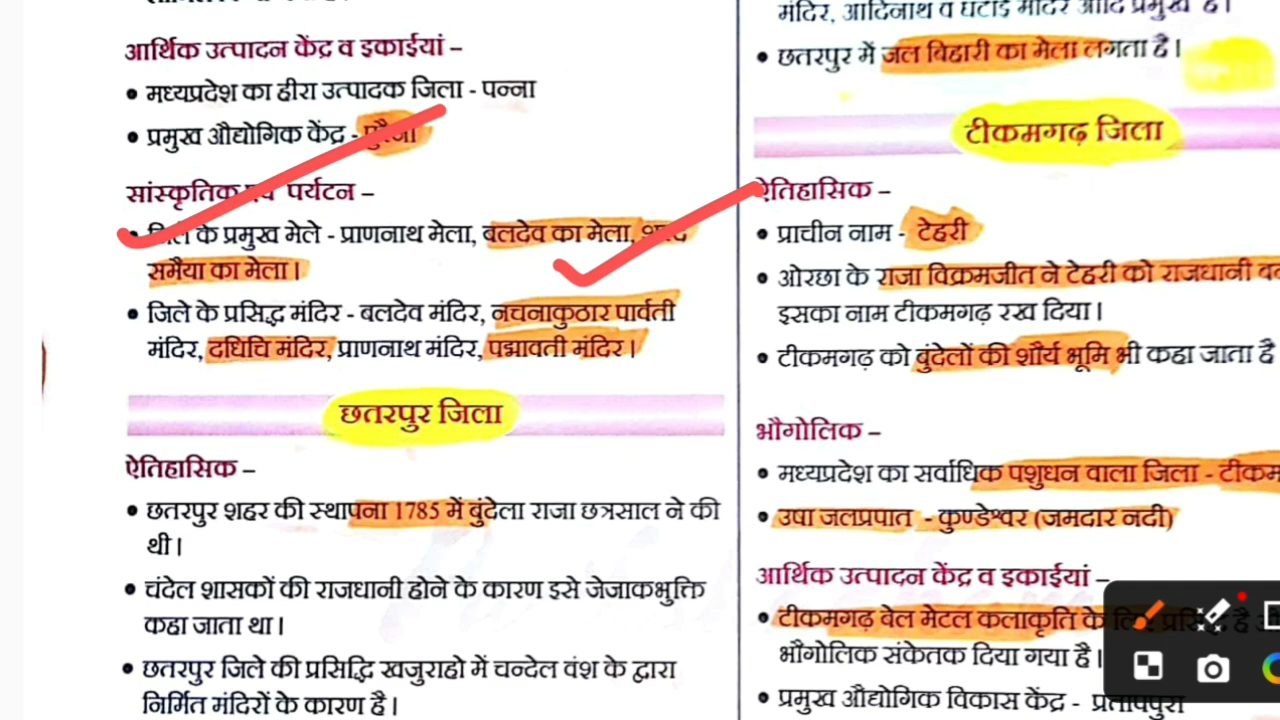 आर्थिक उत्पादन केंद्र व इकाईयां –
• मध्यप्रदेश का हीरा उत्पादक जिला - पन्ना
• प्रमुख औद्योगिक केंद्र -
सांस्कृतिक एवं पर्यटन –
• जिले के प्रमुख मेले - प्राणनाथ मेला, बलदेव का मेला, शरद
समैया का मेला।
• जिले के प्रसिद्ध मंदिर - बलदेव मंदिर, नचनाकुठार पार्वती
मंदिर, दधिचि मंदिर, प्राणनाथ मंदिर, पद्मावती मंदिर।
छतरपुर जिला
ऐतिहासिक –
• छतरपुर शहर की स्थापना 1785 में बुंदेला राजा छत्रसाल ने की
थी।
• चंदेल शासकों की राजधानी होने के कारण इसे जेजाकभुक्ति
कहा जाता था।
• छतरपुर जिले की प्रसिद्धि खजुराहो में चन्देल वंश के द्वारा
निर्मित मंदिरों के कारण है।
मंदिर, आदिनाथ व घंटाई मंदिर आदि प्रमुख है।
• छतरपुर में जल बिहारी का मेला लगता है।
टीकमगढ़ जिला
ऐतिहासिक –
• प्राचीन नाम - टेहरी
• ओरछा के राजा विक्रमजीत ने टेहरी को राजधानी
इसका नाम टीकमगढ़ रख दिया।
• टीकमगढ़ को बुंदेलों की शौर्य भूमि भी कहा जाता है
भौगोलिक –
• मध्यप्रदेश का सर्वाधिक पशुधन वाला जिला -
• उषा जलप्रपात - कुण्डेश्वर (जमदार नदी)
आर्थिक उत्पादन केंद्र व इकाईयां –
• टीकमगढ़ बेल मेटल कलाकृति के लिए प्रसिद्ध है
भौगोलिक संकेतक दिया गया है।
• प्रमुख औद्योगिक विकास केंद्र - प्रतापपुरा